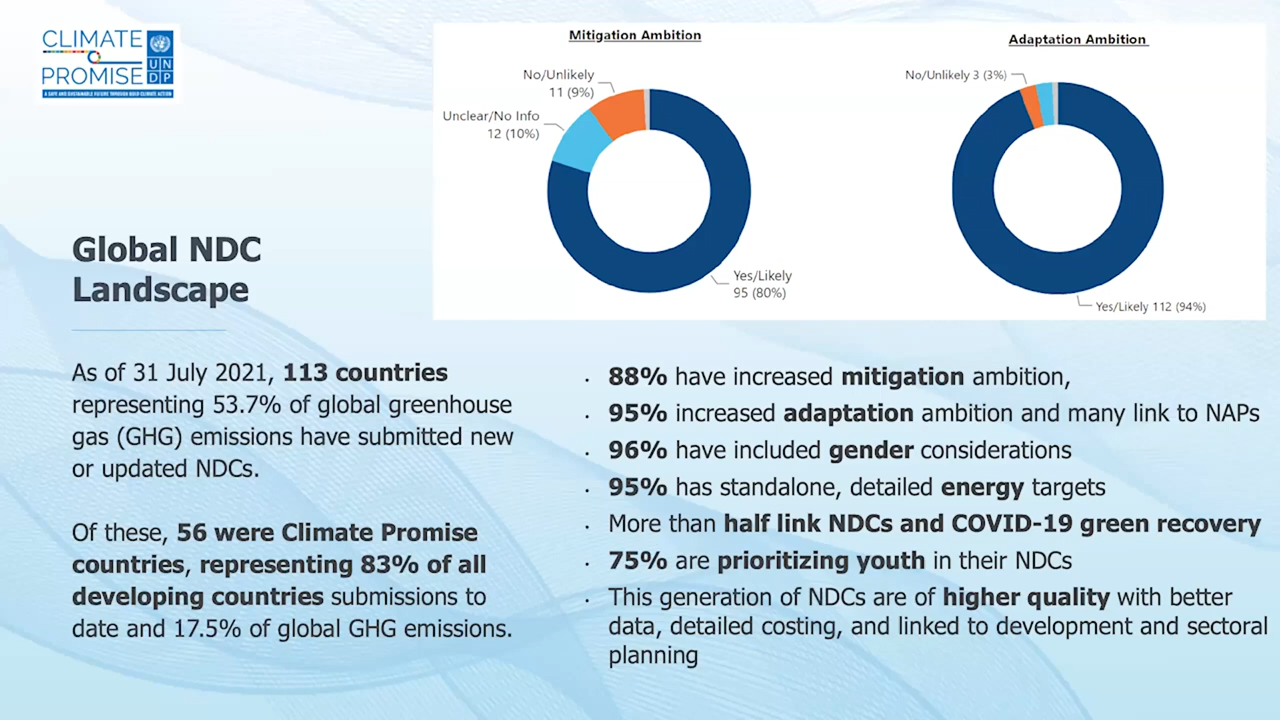 CLIMATE
PROMISE
UN
DP
A SAFE AND SUSTAINABLE FUTURE THROUGH BOLD CLIMATE ACTION
Mitigation Ambition
No/Unlikely
11 (9%)
Unclear/No Info
12 (10%)
Yes/Likely
95 (80%)
Adaptation Ambition
No/Unlikely 3 (3%)
Yes/Likely 112 (94%)
Global NDC
Landscape
As of 31 July 2021, 113 countries
representing 53.7% of global greenhouse
gas (GHG) emissions have submitted new
or updated NDCs.
Of these, 56 were Climate Promise
countries, representing 83% of all
developing countries submissions to
date and 17.5% of global GHG emissions.
· 88% have increased mitigation ambition,
· 95% increased adaptation ambition and many link to NAPs
· 96% have included gender considerations
· 95% has standalone, detailed energy targets
· More than half link NDCs and COVID-19 green recovery
· 75% are prioritizing youth in their NDCs
· This generation of NDCs are of higher quality with better
data, detailed costing, and linked to development and sectoral
planning